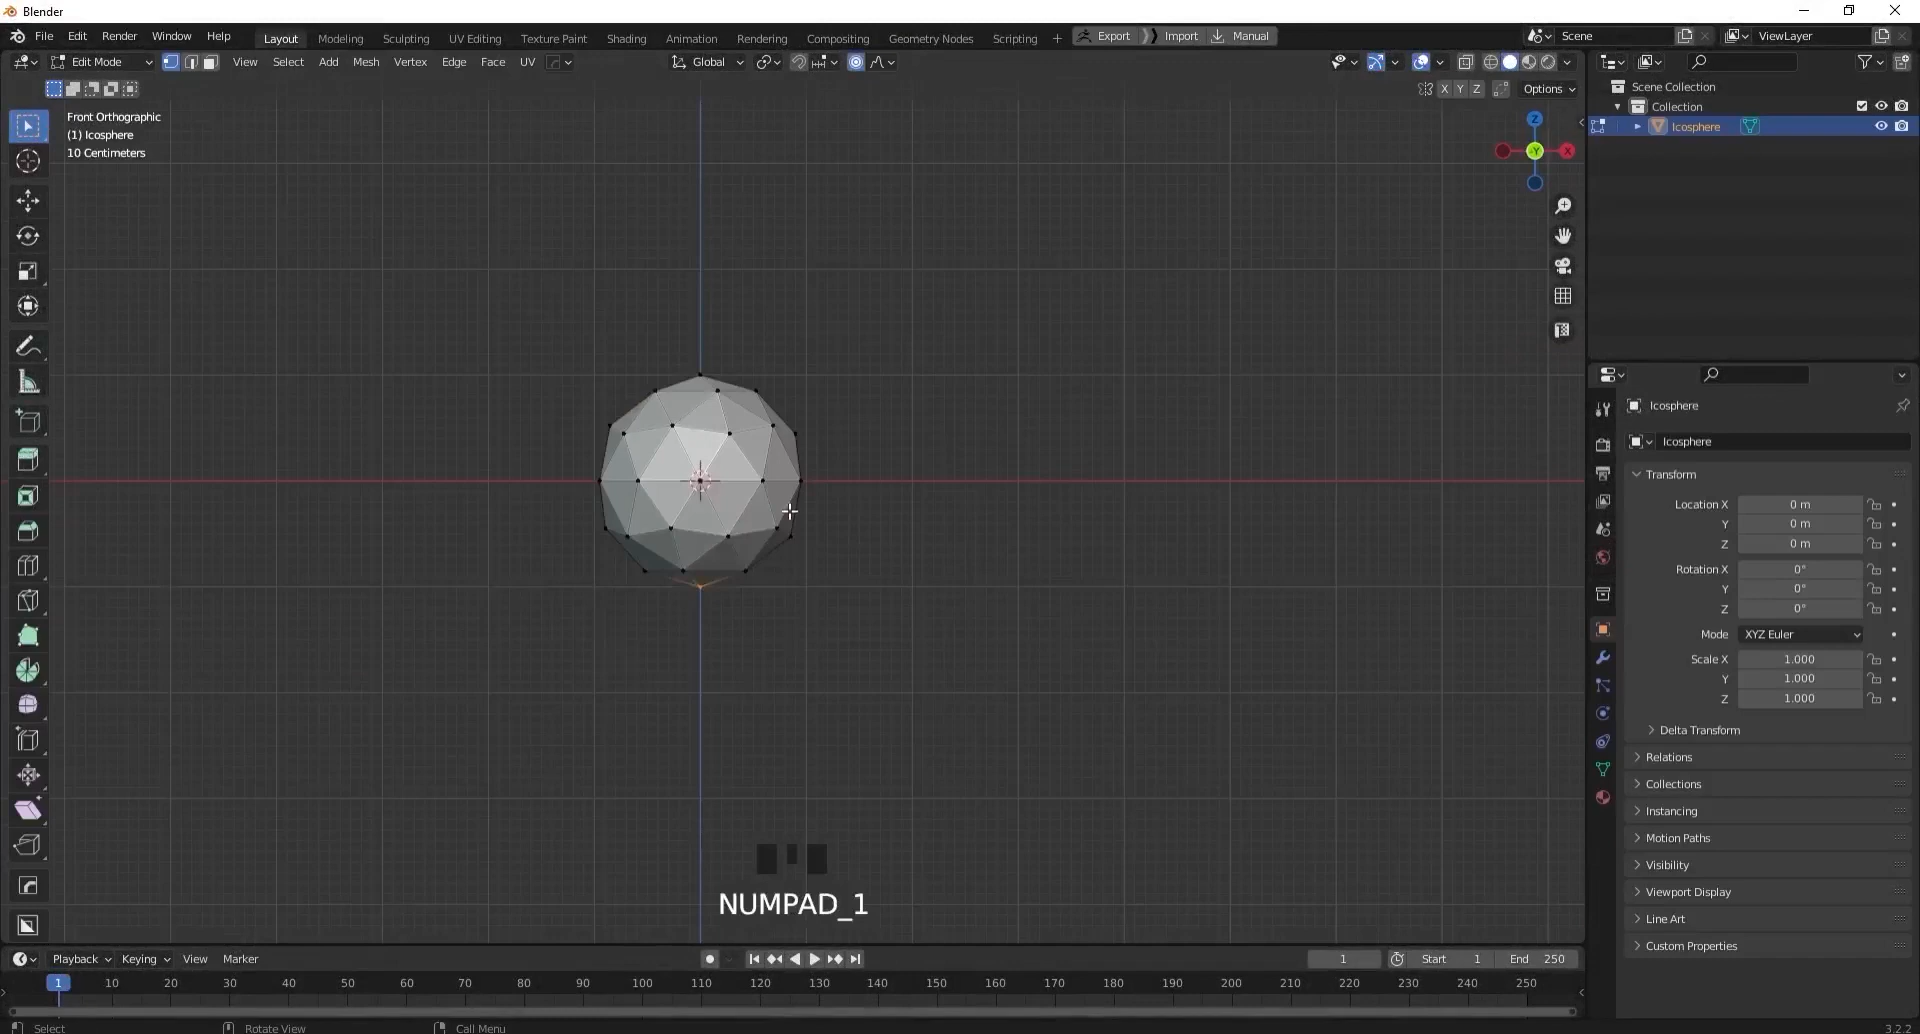 Blender
File Edit Render Window Help Layout Modeling Sculpting UV Editing Texture Paint Shading Animation Rendering Compositing Geometry Nodes Scripting + Export Import Manual Scene ViewLayer
Edit Mode View Select Add Mesh Vertex Edge Face UV Global
X Y Z Options
Scene Collection
Collection
Icosphere
Front Orthographic
(1) Icosphere
10 Centimeters
Z
Y
X
Icosphere
Icosphere
Transform
Location X 0 m
Y 0 m
Z 0 m
Rotation X 0°
Y 0°
Z 0°
Mode XYZ Euler
Scale X 1.000
Y 1.000
Z 1.000
Delta Transform
Relations
Collections
Instancing
Motion Paths
Visibility
Viewport Display
Line Art
Custom Properties
NUMPAD_1
Playback Keying View Marker 1 Start 1 End 250
1 10 20 30 40 50 60 70 80 90 100 110 120 130 140 150 160 170 180 190 200 210 220 230 240 250
Select Rotate View Call Menu 3.2.2